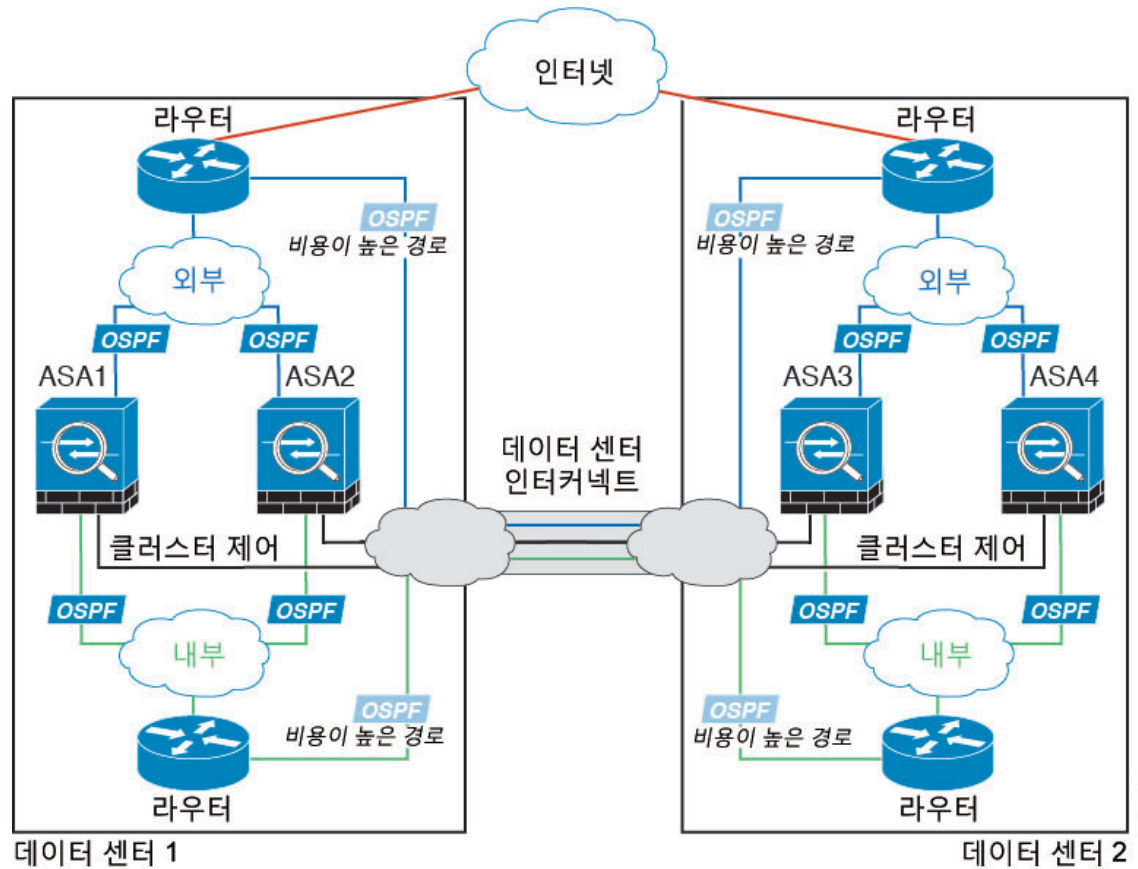 인터넷
라우터
라우터
OSPF
비용이 높은 경로
OSPF
비용이 높은 경로
외부
외부
OSPF
OSPF
OSPF
OSPF
ASA1
ASA2
ASA3
ASA4
데이터 센터
인터커넥트
클러스터 제어
클러스터 제어
OSPF
OSPF
OSPF
OSPF
내부
내부
OSPF
비용이 높은 경로
OSPF
비용이 높은 경로
라우터
라우터
데이터 센터 1
데이터 센터 2